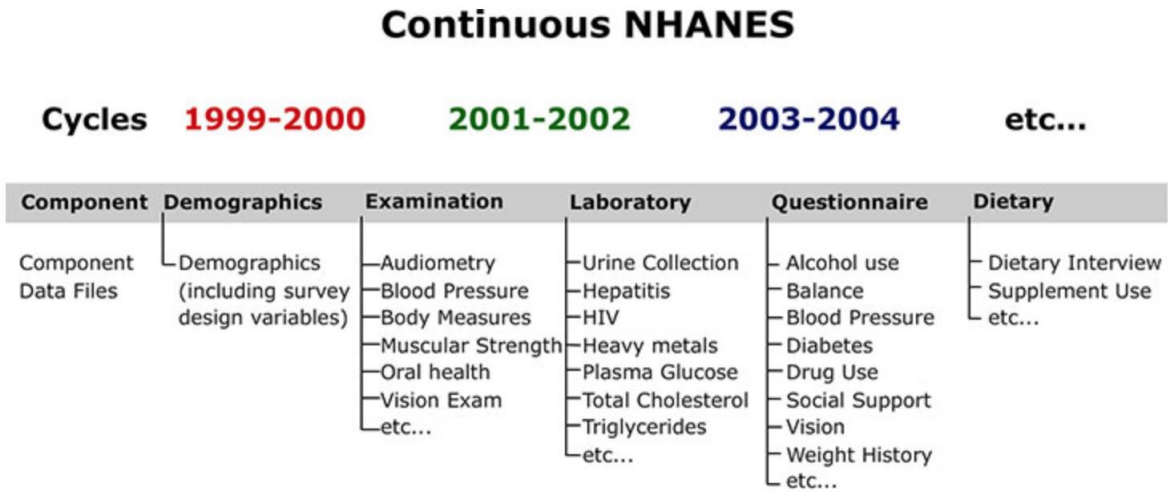 Continuous NHANES
Cycles 1999-2000 2001-2002 2003-2004 etc...
Component Demographics Examination Laboratory Questionnaire Dietary
Component
Data Files
Demographics
(including survey
design variables)
Audiometry
Blood Pressure
Body Measures
Muscular Strength
Oral health
Vision Exam
etc...
Urine Collection
Hepatitis
HIV
Heavy metals
Plasma Glucose
Total Cholesterol
Triglycerides
etc...
Alcohol use
Balance
Blood Pressure
Diabetes
Drug Use
Social Support
Vision
Weight History
etc...
Dietary Interview
Supplement Use
etc...